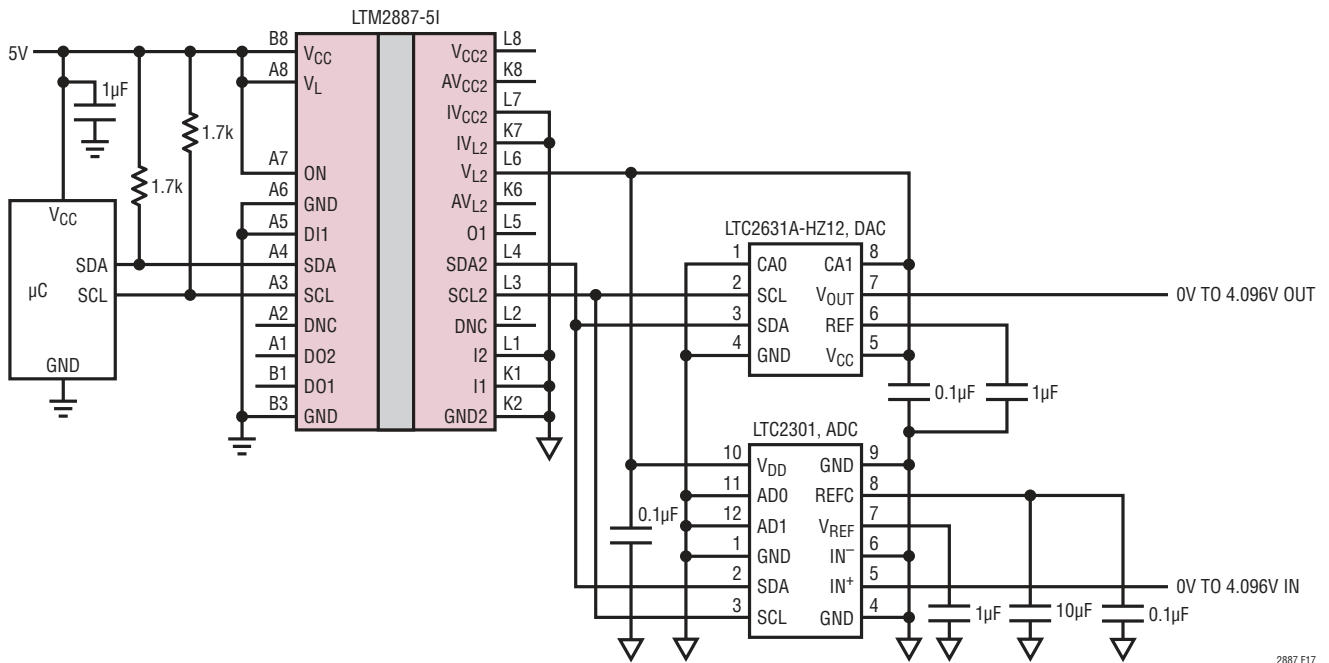 LTM2887-5I
5V
1µF
1.7k
1.7k
B8 VCC
A8 VL
A7 ON
A6 GND
A5 DI1
A4 SDA
A3 SCL
A2 DNC
A1 DO2
B1 DO1
B3 GND
VCC2 L8
AVCC2 K8
IVCC2 L7
IVL2 K7
VL2 L6
AVL2 K6
O1 L5
SDA2 L4
SCL2 L3
DNC L2
I2 L1
I1 K1
GND2 K2
VCC
SDA
µC
SCL
GND
LTC2631A-HZ12, DAC
1 CA0 CA1 8
2 SCL VOUT 7
3 SDA REF 6
4 GND VCC 5
0V TO 4.096V OUT
0.1µF
1µF
LTC2301, ADC
10 VDD GND 9
11 AD0 REFC 8
12 AD1 VREF 7
1 GND IN– 6
2 SDA IN+ 5
3 SCL GND 4
0.1µF
0V TO 4.096V IN
1µF
10µF
0.1µF
2887 F17